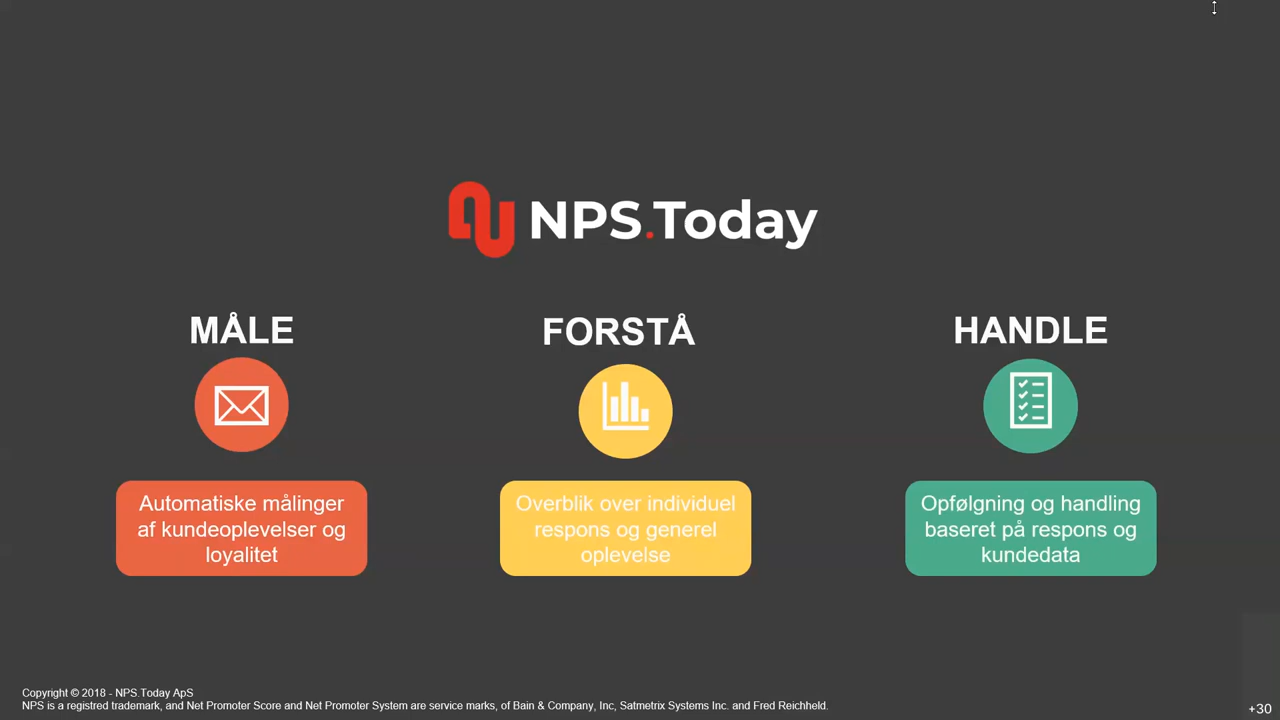 NPS.Today
MÅLE
FORSTÅ
HANDLE
Automatiske målinger
af kundeoplevelser og
loyalitet
Overblik over individuel
respons og generel
oplevelse
Opfølgning og handling
baseret på respons og
kundedata
Copyright © 2018 - NPS.Today ApS
NPS is a registred trademark, and Net Promoter Score and Net Promoter System are service marks, of Bain & Company, Inc, Satmetrix Systems Inc. and Fred Reichheld.
+30